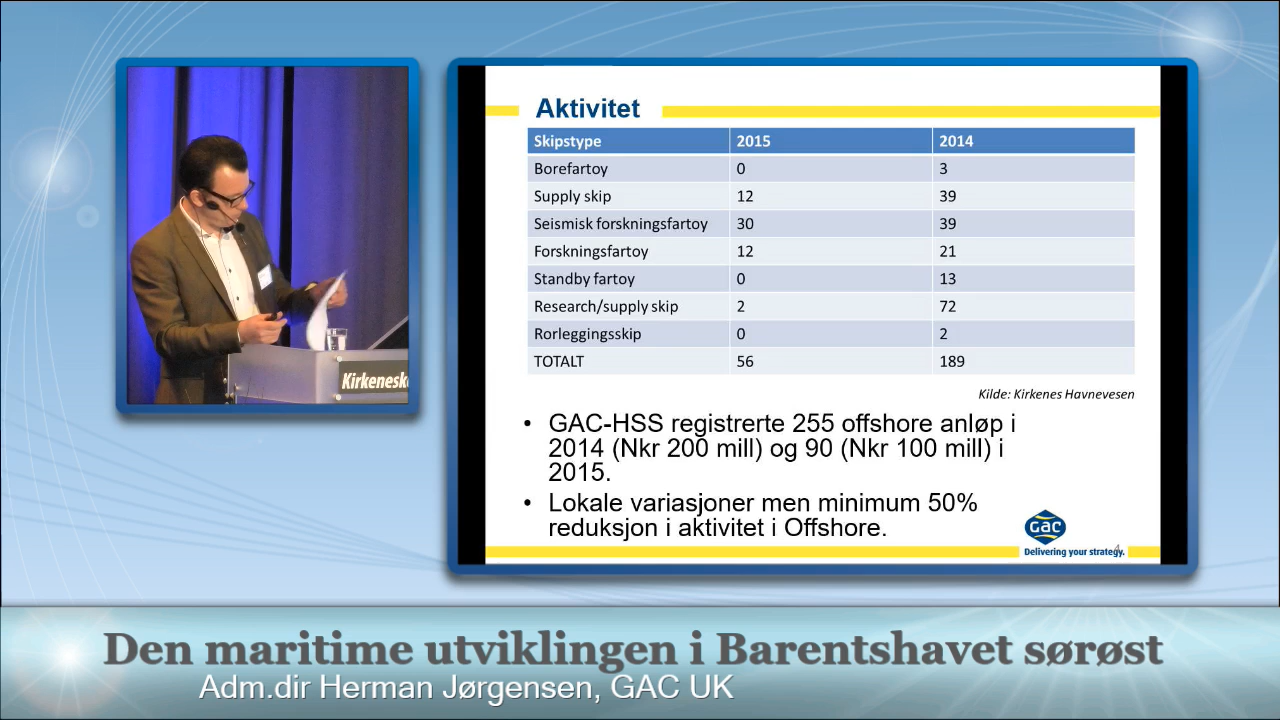 Aktivitet
Skipstype 2015 2014
Borefartoy 0 3
Supply skip 12 39
Seismisk forskningsfartoy 30 39
Forskningsfartoy 12 21
Standby fartoy 0 13
Research/supply skip 2 72
Rorleggingsskip 0 2
TOTALT 56 189
Kilde: Kirkenes Havnevesen
• GAC-HSS registrerte 255 offshore anløp i
2014 (Nkr 200 mill) og 90 (Nkr 100 mill) i
2015.
• Lokale variasjoner men minimum 50%
reduksjon i aktivitet i Offshore.
GAC
Delivering your strategy.
4
Kirkenesk
Den maritime utviklingen i Barentshavet sørøst
Adm.dir Herman Jørgensen, GAC UK